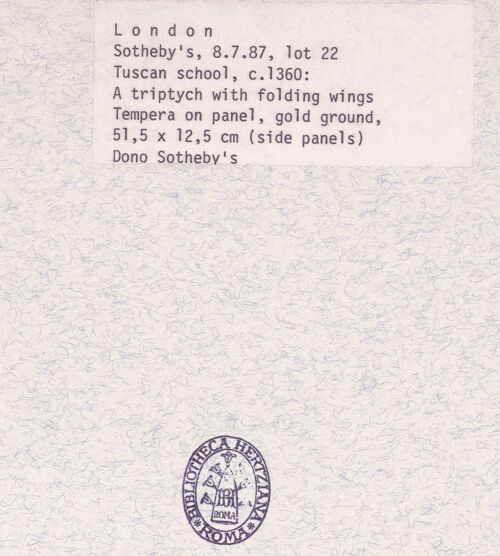 L o n d o n
Sotheby's, 8.7.87, lot 22
Tuscan school, c.1360:
A triptych with folding wings
Tempera on panel, gold ground,
51,5 x 12,5 cm (side panels)
Dono Sotheby's
BIBLIOTHECA HERTZIANA
ROMA
ROMA